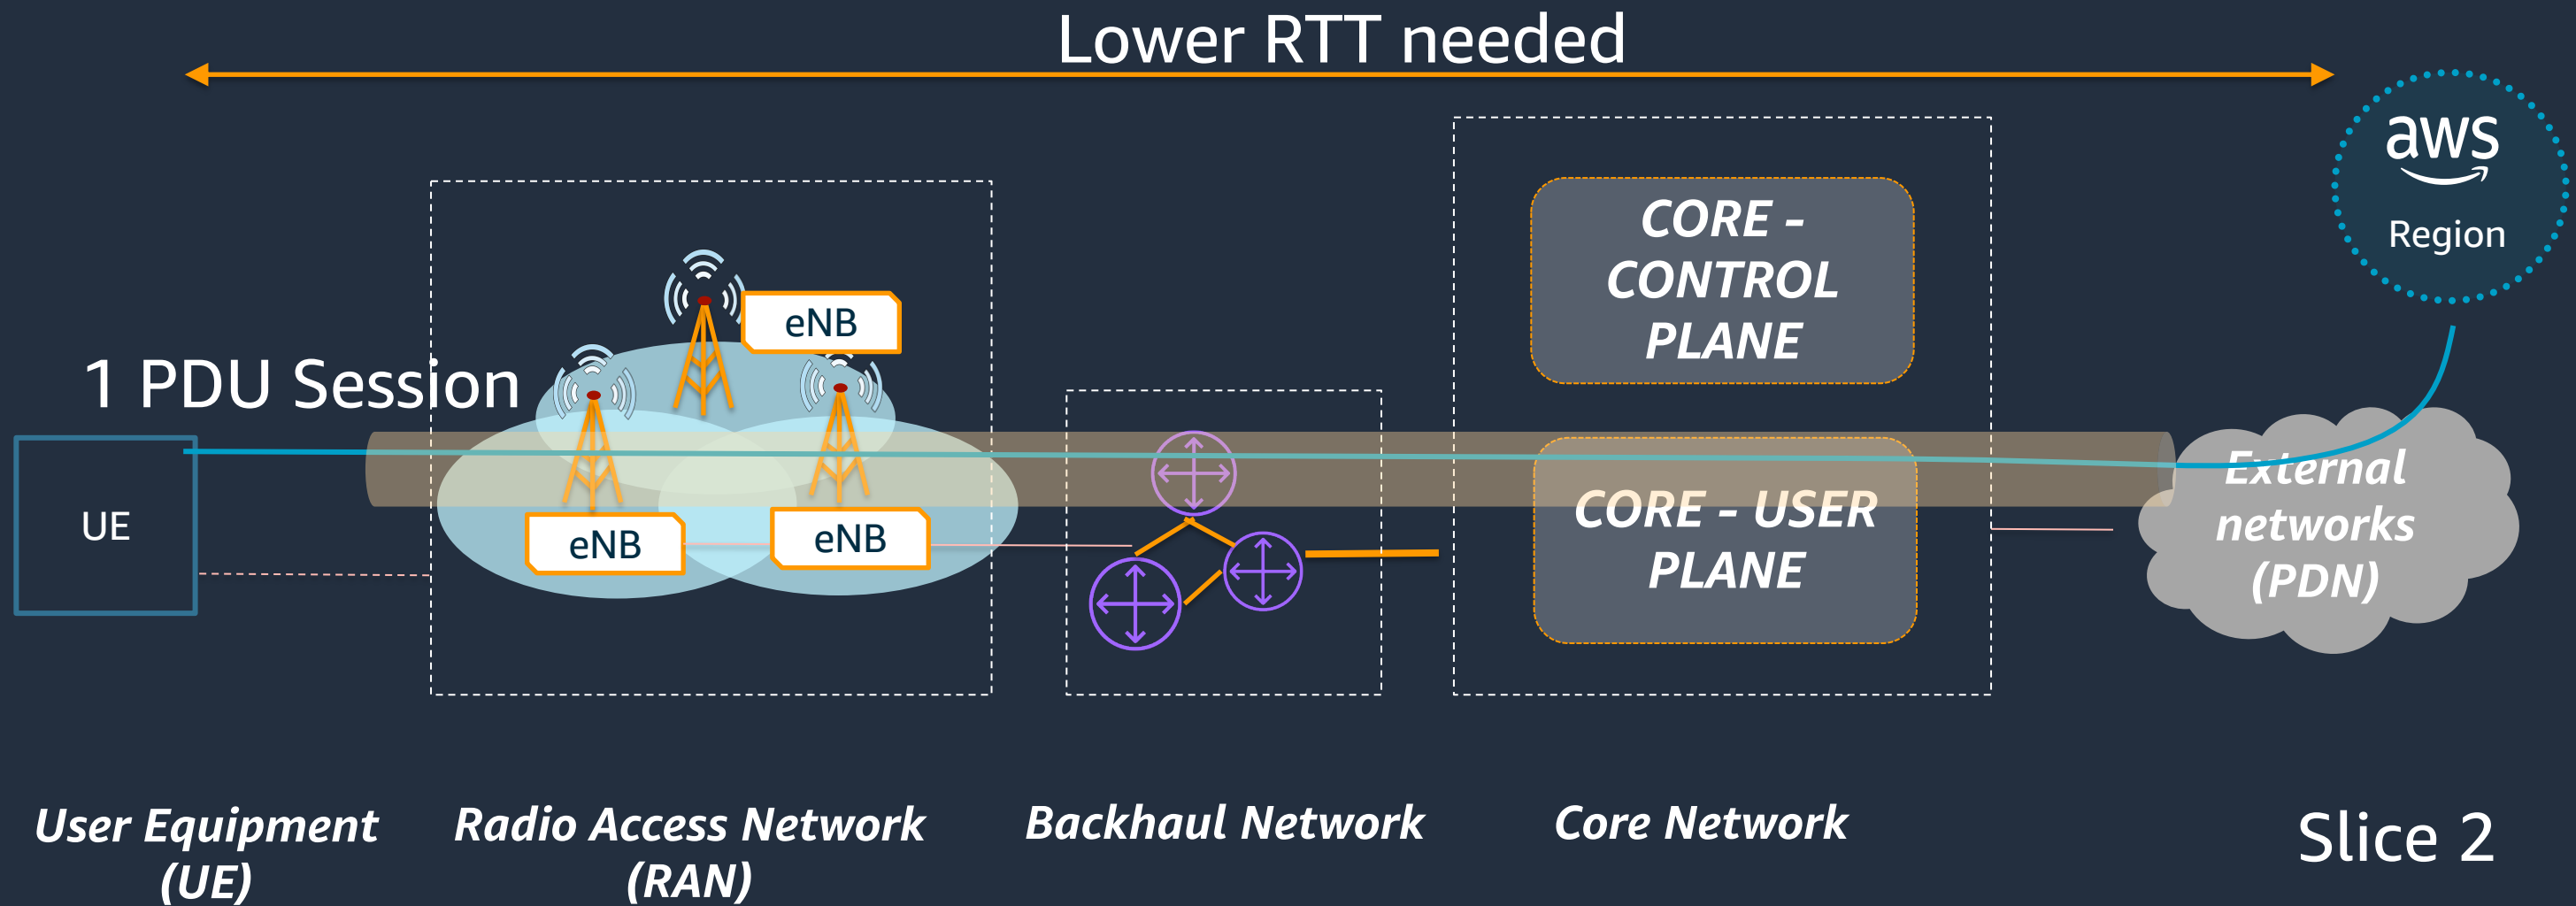 Lower RTT needed
aws
Region
CORE –
CONTROL
PLANE
eNB
1 PDU Session
UE
eNB
eNB
CORE – USER
PLANE
External
networks
(PDN)
User Equipment
(UE)
Radio Access Network
(RAN)
Backhaul Network
Core Network
Slice 2